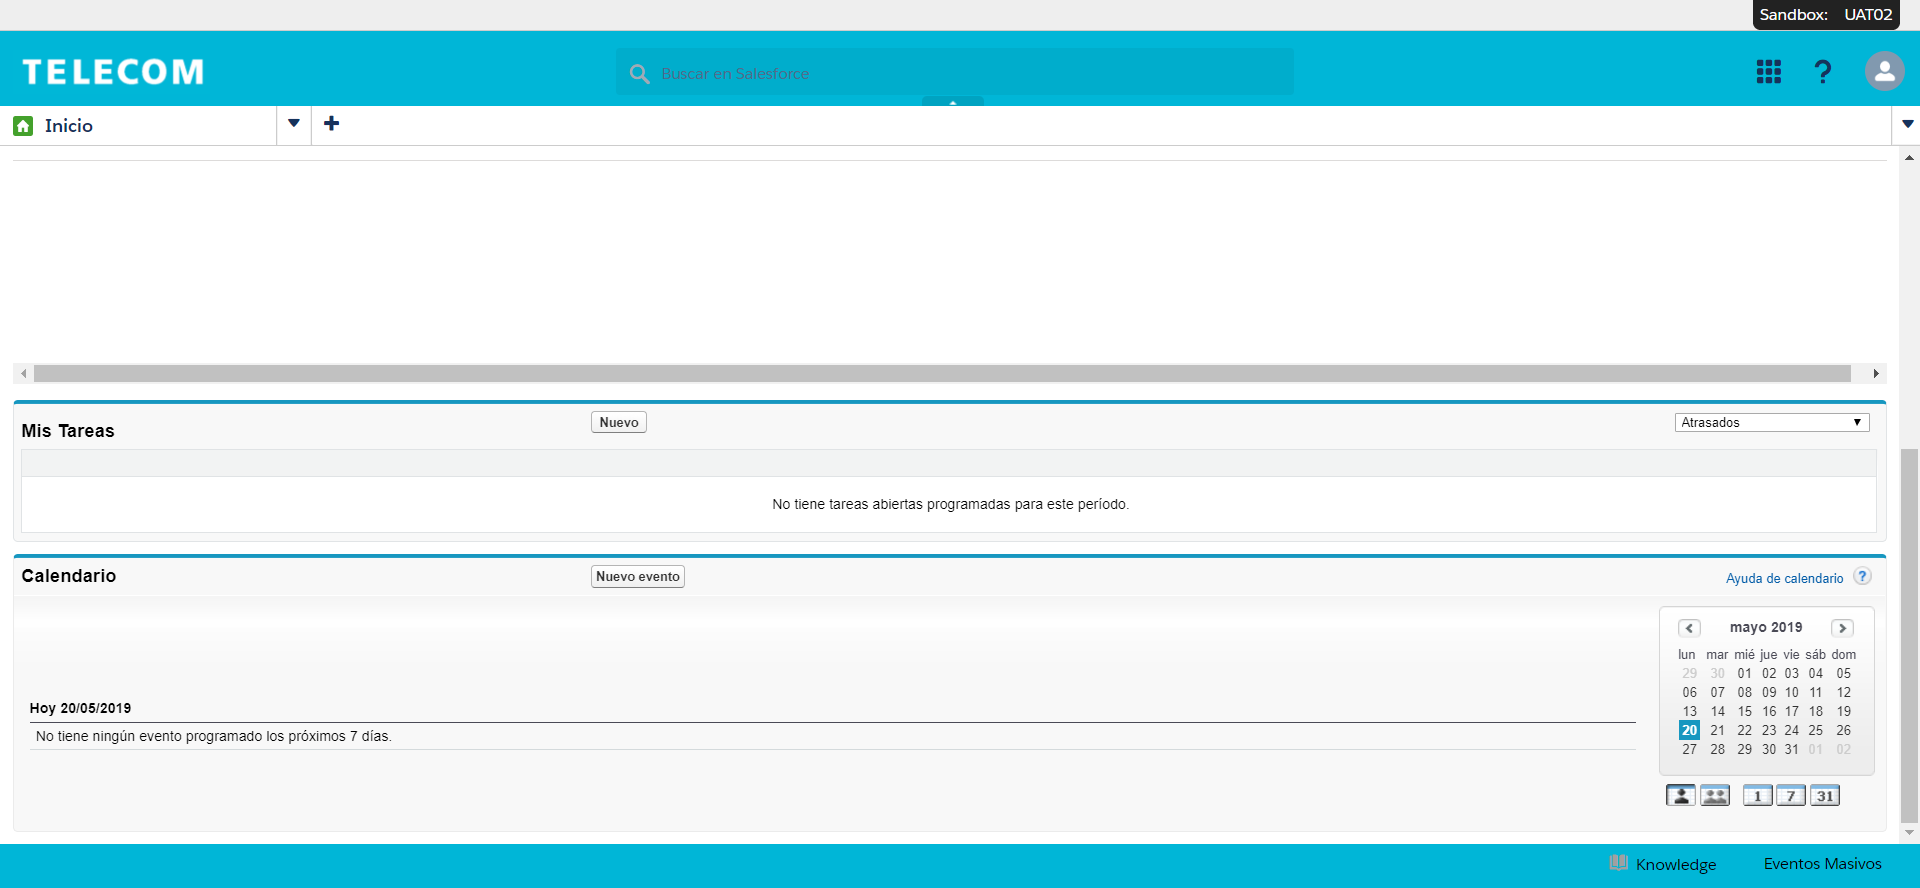 Sandbox: UAT02
TELECOM
Buscar en Salesforce
?
Inicio
Mis Tareas
Nuevo
Atrasados
No tiene tareas abiertas programadas para este período.
Calendario
Nuevo evento
Ayuda de calendario ?
mayo 2019
lun mar mié jue vie sáb dom
29 30 01 02 03 04 05
06 07 08 09 10 11 12
13 14 15 16 17 18 19
20 21 22 23 24 25 26
27 28 29 30 31 01 02
1 7 31
Hoy 20/05/2019
No tiene ningún evento programado los próximos 7 días.
Knowledge
Eventos Masivos